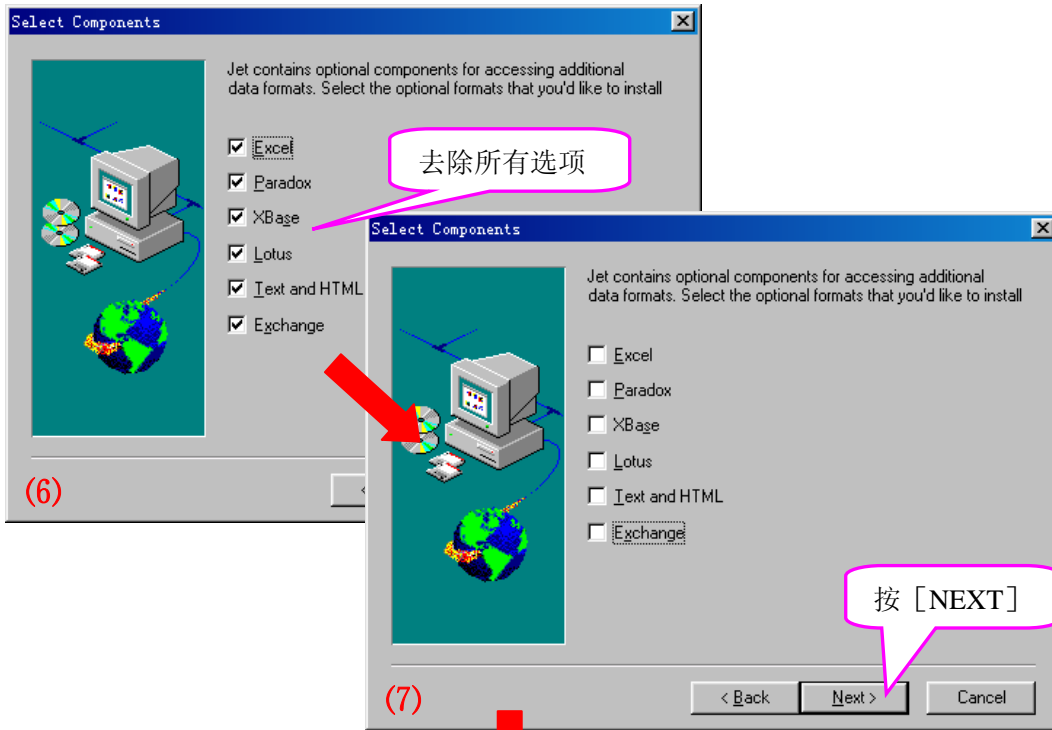 Select Components
Jet contains optional components for accessing additional
data formats. Select the optional formats that you'd like to install
Excel
Paradox
XBase
Lotus
Text and HTML
Exchange
去除所有选项
(6)
<
Select Components
Jet contains optional components for accessing additional
data formats. Select the optional formats that you'd like to install
Excel
Paradox
XBase
Lotus
Text and HTML
Exchange
按［NEXT］
(7)
< Back
Next >
Cancel